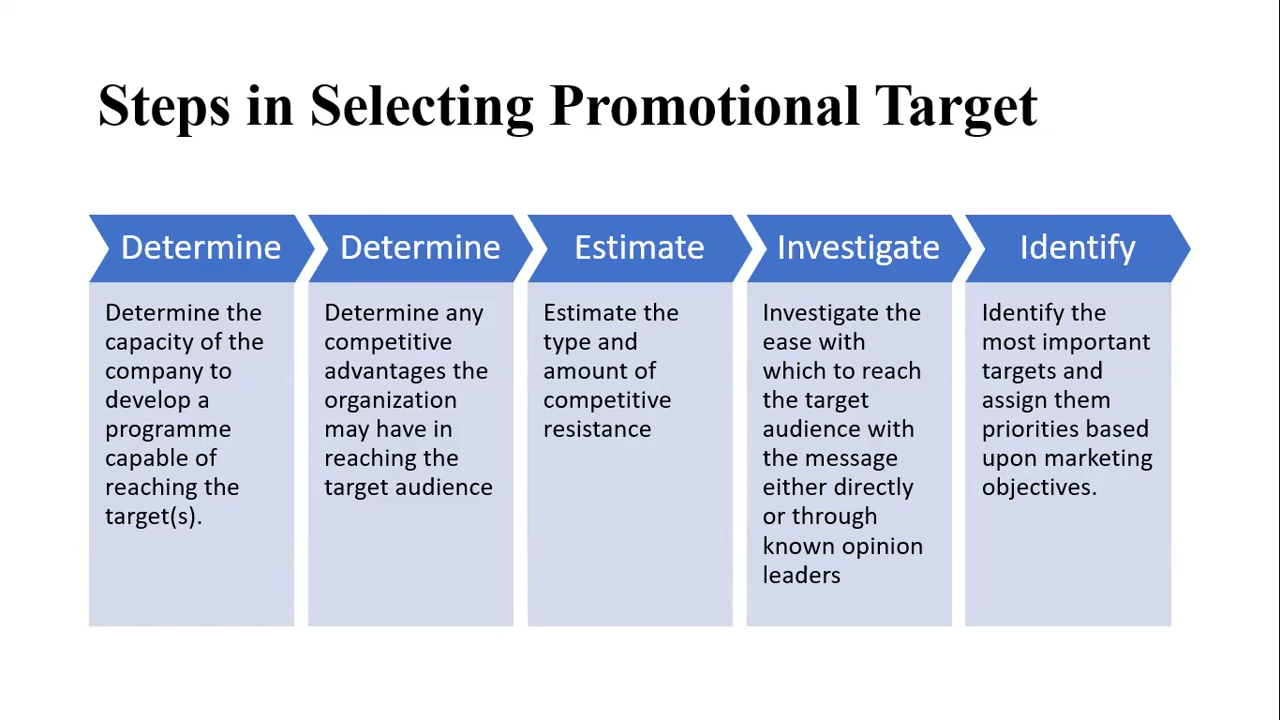 Steps in Selecting Promotional Target
Determine
Determine the
capacity of the
company to
develop a
programme
capable of
reaching the
target(s).
Determine
Determine any
competitive
advantages the
organization
may have in
reaching the
target audience
Estimate
Estimate the
type and
amount of
competitive
resistance
Investigate
Investigate the
ease with
which to reach
the target
audience with
the message
either directly
or through
known opinion
leaders
Identify
Identify the
most important
targets and
assign them
priorities based
upon marketing
objectives.